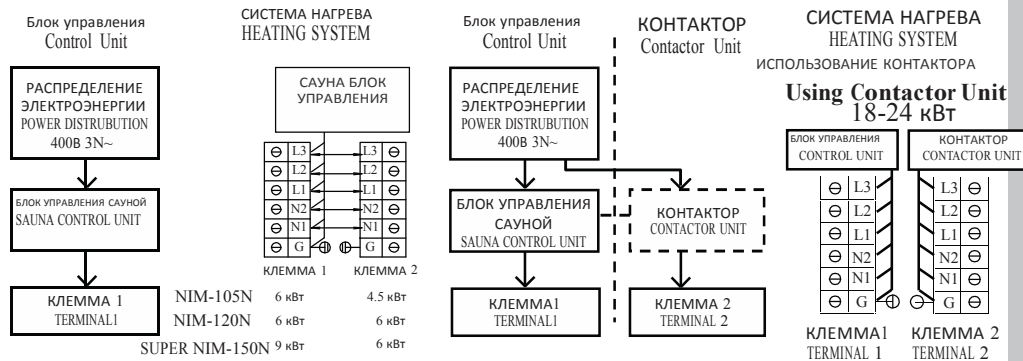 Блок управления
Control Unit
РАСПРЕДЕЛЕНИЕ
ЭЛЕКТРОЭНЕРГИИ
POWER DISTRUBUTION
400В 3N~
БЛОК УПРАВЛЕНИЯ САУНОЙ
SAUNA CONTROL UNIT
КЛЕММА 1
TERMINAL1
СИСТЕМА НАГРЕВА
HEATING SYSTEM
САУНА БЛОК
УПРАВЛЕНИЯ
L3 L3
L2 L2
L1 L1
N2 N2
N1 N1
G G
КЛЕММА 1 КЛЕММА 2
NIM-105N 6 кВт 4.5 кВт
NIM-120N 6 кВт 6 кВт
SUPER NIM-150N 9 кВт 6 кВт
Блок управления
Control Unit
КОНТАКТОР
Contactor Unit
РАСПРЕДЕЛЕНИЕ
ЭЛЕКТРОЭНЕРГИИ
POWER DISTRUBUTION
400В 3N~
БЛОК УПРАВЛЕНИЯ
САУНОЙ
SAUNA CONTROL UNIT
КОНТАКТОР
CONTACTOR UNIT
КЛЕММА1
TERMINAL1
КЛЕММА 2
TERMINAL 2
СИСТЕМА НАГРЕВА
HEATING SYSTEM
ИСПОЛЬЗОВАНИЕ КОНТАКТОРА
Using Contactor Unit
18-24 кВт
БЛОК УПРАВЛЕНИЯ
CONTROL UNIT
КОНТАКТОР
CONTACTOR UNIT
L3 L3
L2 L2
L1 L1
N2 N2
N1 N1
G G
КЛЕММА1 КЛЕММА 2
TERMINAL 1 TERMINAL 2